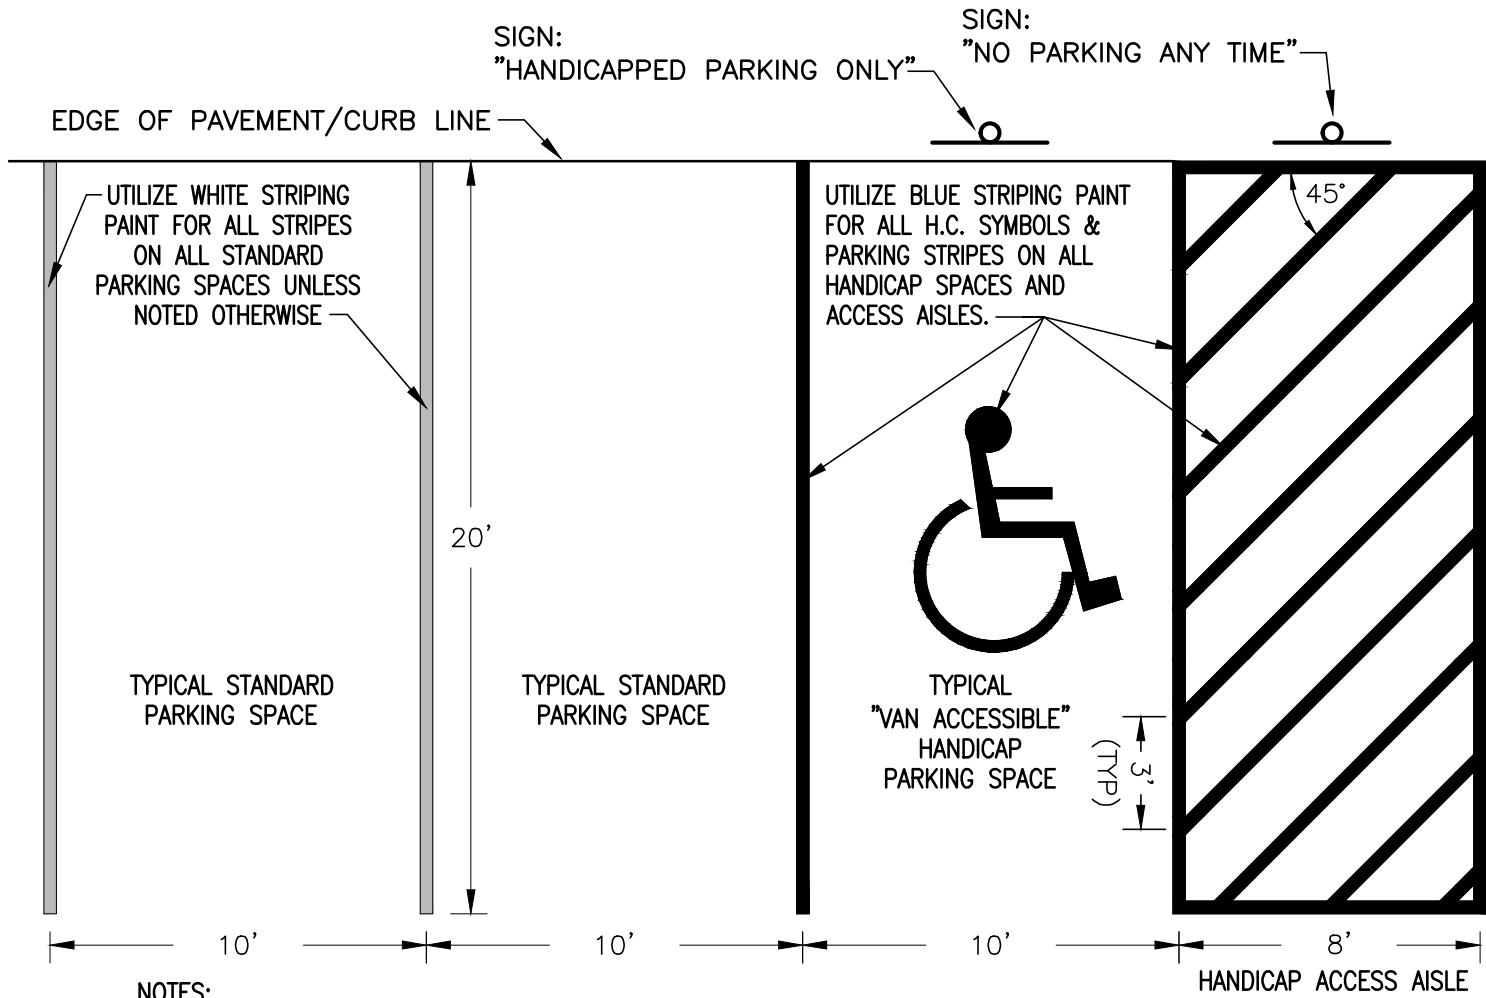 SIGN:
"HANDICAPPED PARKING ONLY"
SIGN:
"NO PARKING ANY TIME"
EDGE OF PAVEMENT/CURB LINE
UTILIZE WHITE STRIPING
PAINT FOR ALL STRIPES
ON ALL STANDARD
PARKING SPACES UNLESS
NOTED OTHERWISE
UTILIZE BLUE STRIPING PAINT
FOR ALL H.C. SYMBOLS &
PARKING STRIPES ON ALL
HANDICAP SPACES AND
ACCESS AISLES.
45°
20'
TYPICAL STANDARD
PARKING SPACE
TYPICAL STANDARD
PARKING SPACE
TYPICAL
"VAN ACCESSIBLE"
HANDICAP
PARKING SPACE
3'
(TYP)
10'
10'
10'
8'
HANDICAP ACCESS AISLE
NOTES: